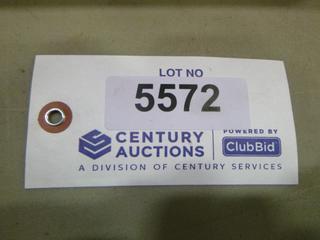 LOT NO
5572
CENTURY AUCTIONS
POWERED BY
ClubBid
A DIVISION OF CENTURY SERVICES